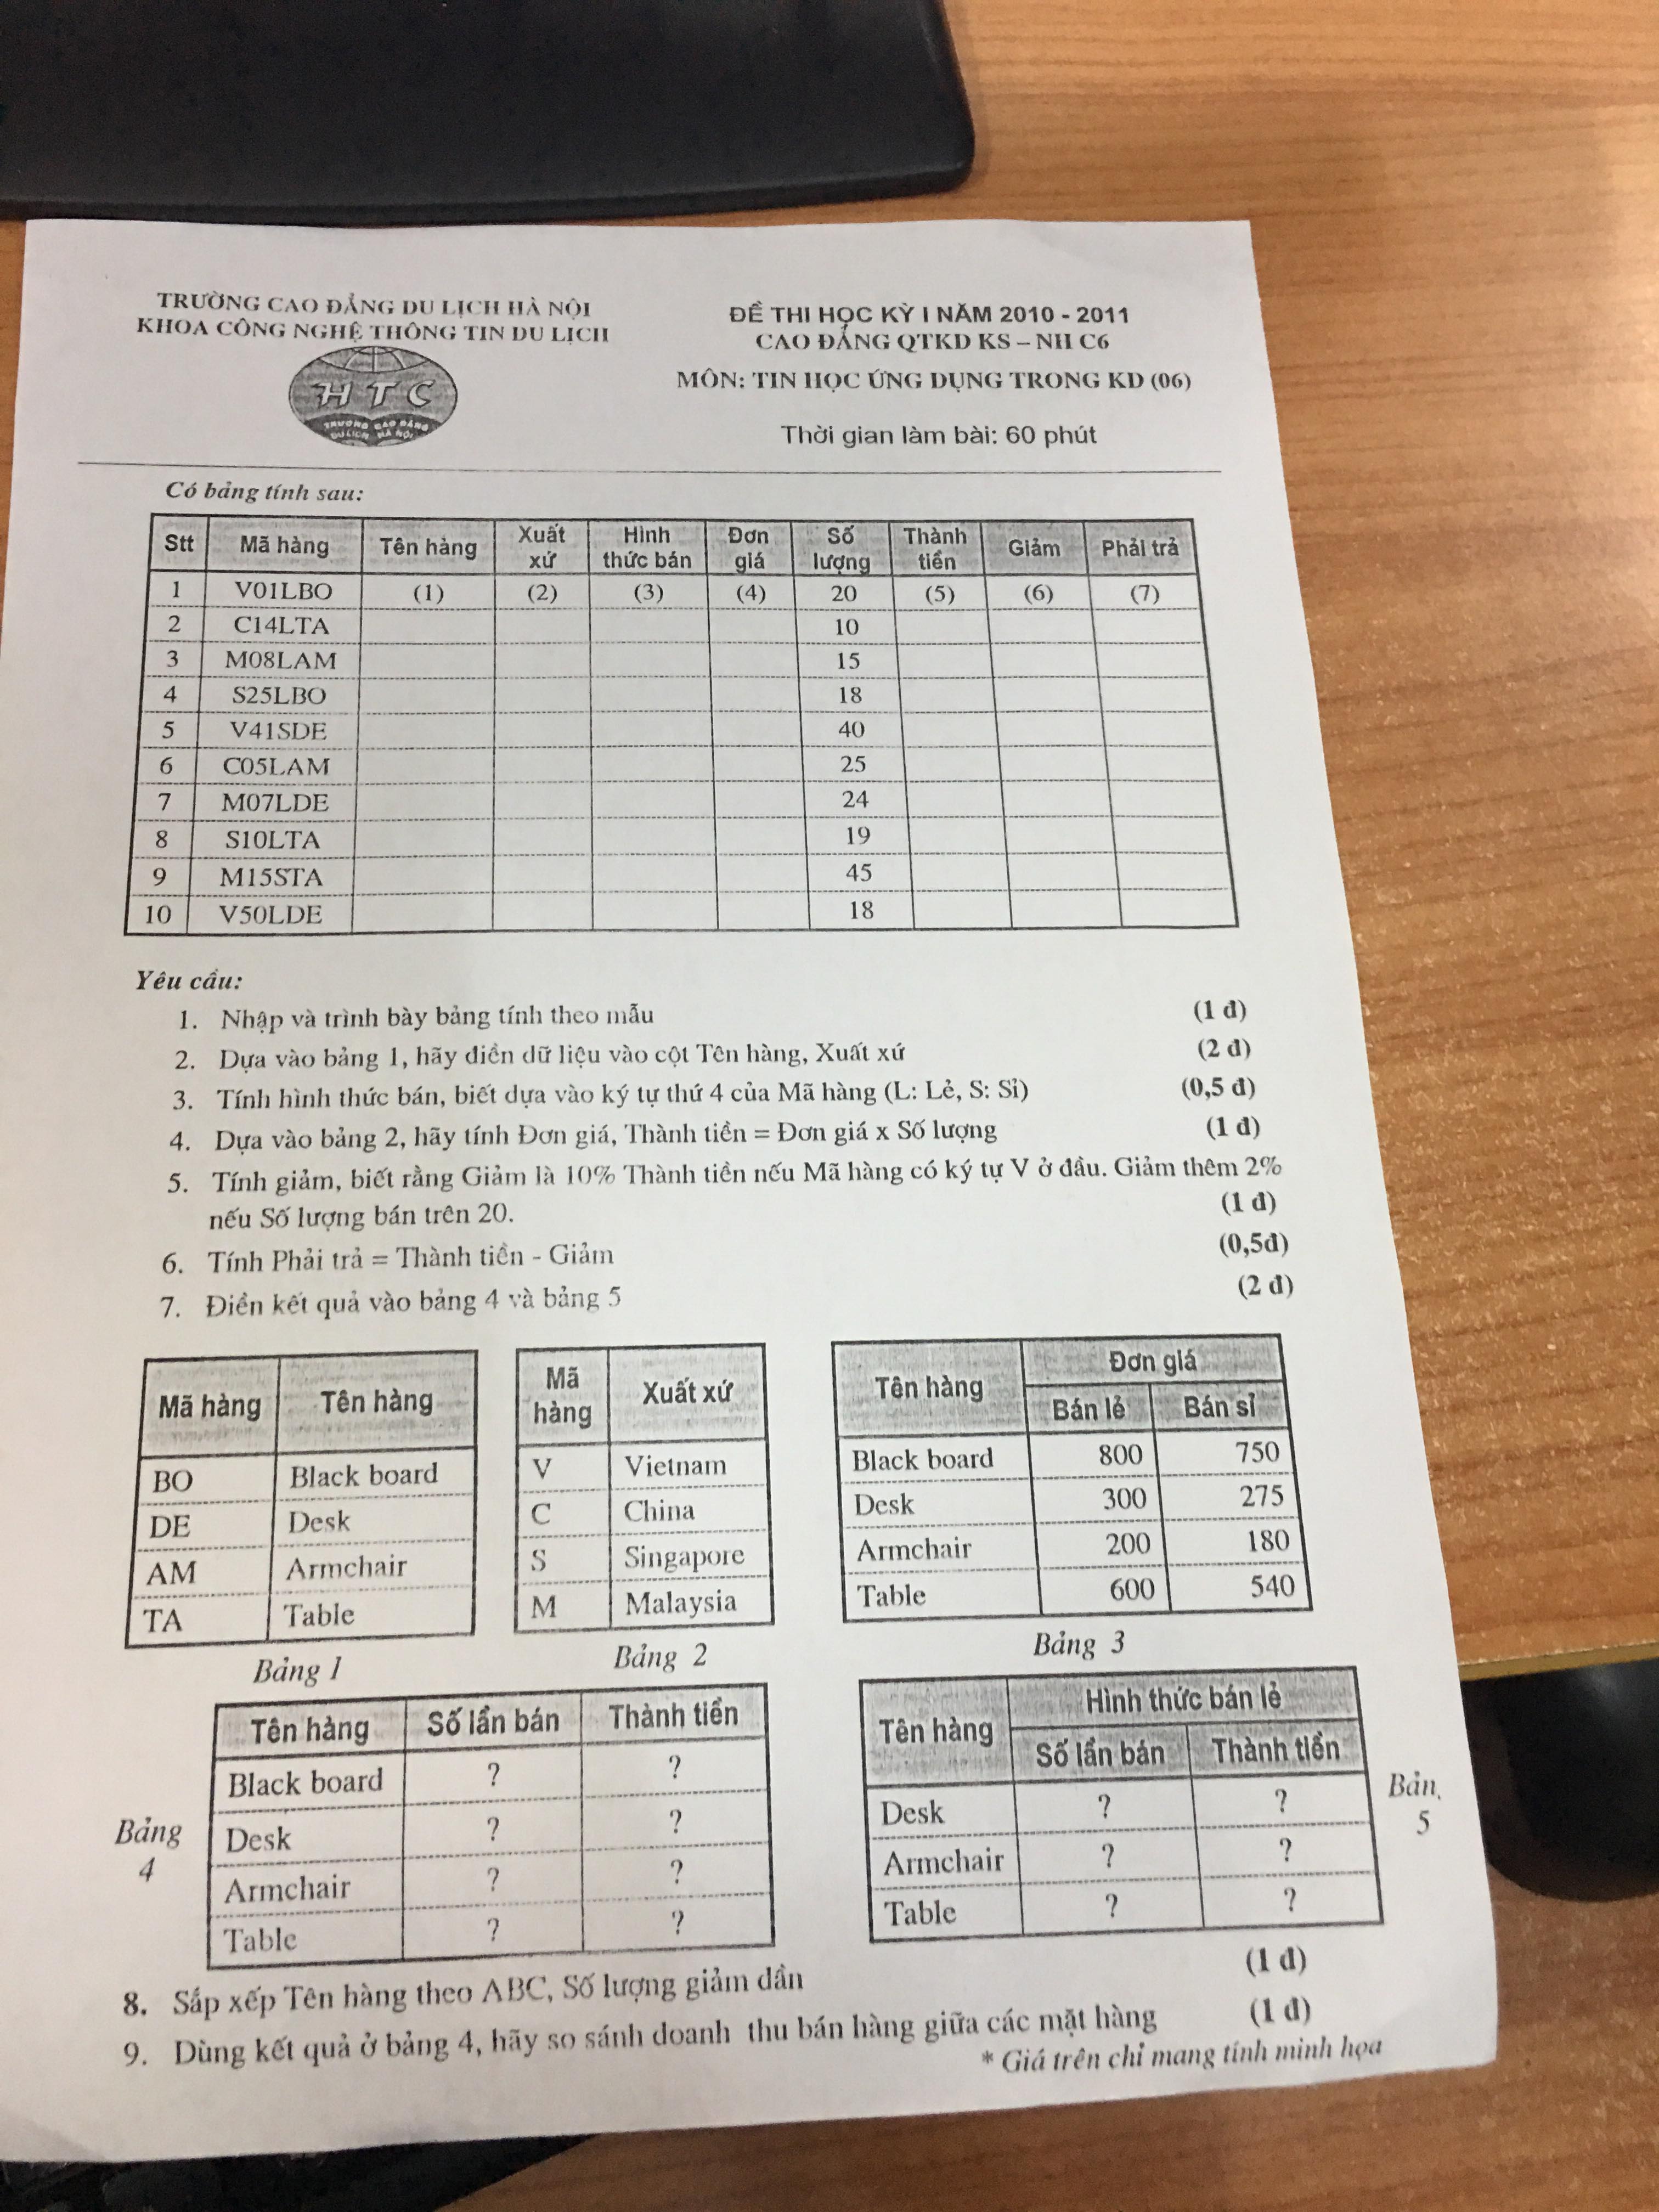 TRƯỜNG CAO ĐẲNG DU LỊCH HÀ NỘI
KHOA CÔNG NGHỆ THÔNG TIN DU LỊCH
HTC
TRƯỜNG CAO ĐẲNG
DU LỊCH HÀ NỘI
ĐỀ THI HỌC KỲ I NĂM 2010 - 2011
CAO ĐẲNG QTKD KS – NH C6
MÔN: TIN HỌC ỨNG DỤNG TRONG KD (06)
Thời gian làm bài: 60 phút
Có bảng tính sau:
Stt Mã hàng Tên hàng Xuất xứ Hình thức bán Đơn giá Số lượng Thành tiền Giảm Phải trả
1 V01LBO (1) (2) (3) (4) 20 (5) (6) (7)
2 C14LTA 10
3 M08LAM 15
4 S25LBO 18
5 V41SDE 40
6 C05LAM 25
7 M07LDE 24
8 S10LTA 19
9 M15STA 45
10 V50LDE 18
Yêu cầu:
1. Nhập và trình bày bảng tính theo mẫu (1 đ)
2. Dựa vào bảng 1, hãy điền dữ liệu vào cột Tên hàng, Xuất xứ (2 đ)
3. Tính hình thức bán, biết dựa vào ký tự thứ 4 của Mã hàng (L: Lẻ, S: Sỉ) (0,5 đ)
4. Dựa vào bảng 2, hãy tính Đơn giá, Thành tiền = Đơn giá x Số lượng (1 đ)
5. Tính giảm, biết rằng Giảm là 10% Thành tiền nếu Mã hàng có ký tự V ở đầu. Giảm thêm 2%
nếu Số lượng bán trên 20. (1 đ)
6. Tính Phải trả = Thành tiền - Giảm (0,5đ)
7. Điền kết quả vào bảng 4 và bảng 5 (2 đ)
Mã hàng Tên hàng
BO Black board
DE Desk
AM Armchair
TA Table
Bảng 1
Mã hàng Xuất xứ
V Vietnam
C China
S Singapore
M Malaysia
Bảng 2
Tên hàng Đơn giá
Bán lẻ Bán sỉ
Black board 800 750
Desk 300 275
Armchair 200 180
Table 600 540
Bảng 3
Tên hàng Số lần bán Thành tiền
Black board ? ?
Desk ? ?
Armchair ? ?
Table ? ?
Bảng
4
Tên hàng Hình thức bán lẻ
Số lần bán Thành tiền
Desk ? ?
Armchair ? ?
Table ? ?
Bản
5
8. Sắp xếp Tên hàng theo ABC, Số lượng giảm dần (1 đ)
9. Dùng kết quả ở bảng 4, hãy so sánh doanh thu bán hàng giữa các mặt hàng (1 đ)
* Giá trên chỉ mang tính minh họa